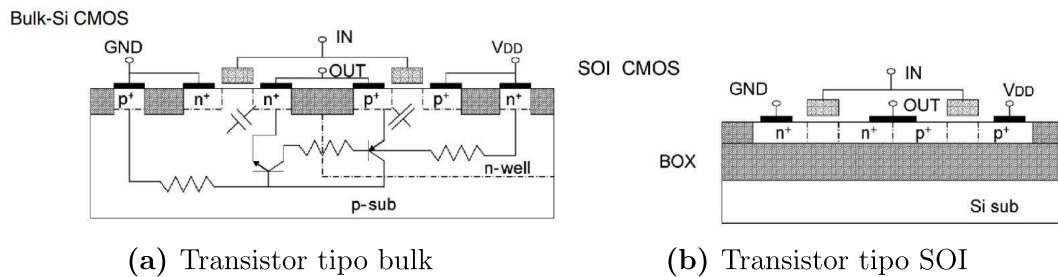 Bulk-Si CMOS
GND
IN
VDD
OUT
p+ n+ n+ p+ p+ n+
n-well
p-sub
(a) Transistor tipo bulk
SOI CMOS
IN
GND
OUT
VDD
n+ n+ p+ p+
BOX
Si sub
(b) Transistor tipo SOI